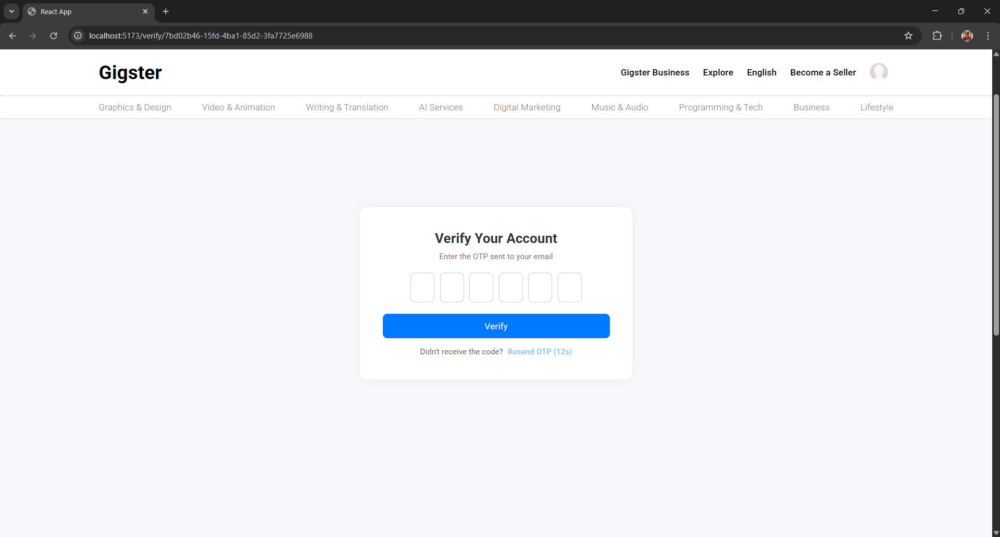 React App
localhost:5173/verify/7bd02b46-15fd-4ba1-85d2-3fa7725e6988
Gigster
Gigster Business Explore English Become a Seller
Graphics & Design Video & Animation Writing & Translation AI Services Digital Marketing Music & Audio Programming & Tech Business Lifestyle
Verify Your Account
Enter the OTP sent to your email
Verify
Didn't receive the code? Resend OTP (12s)